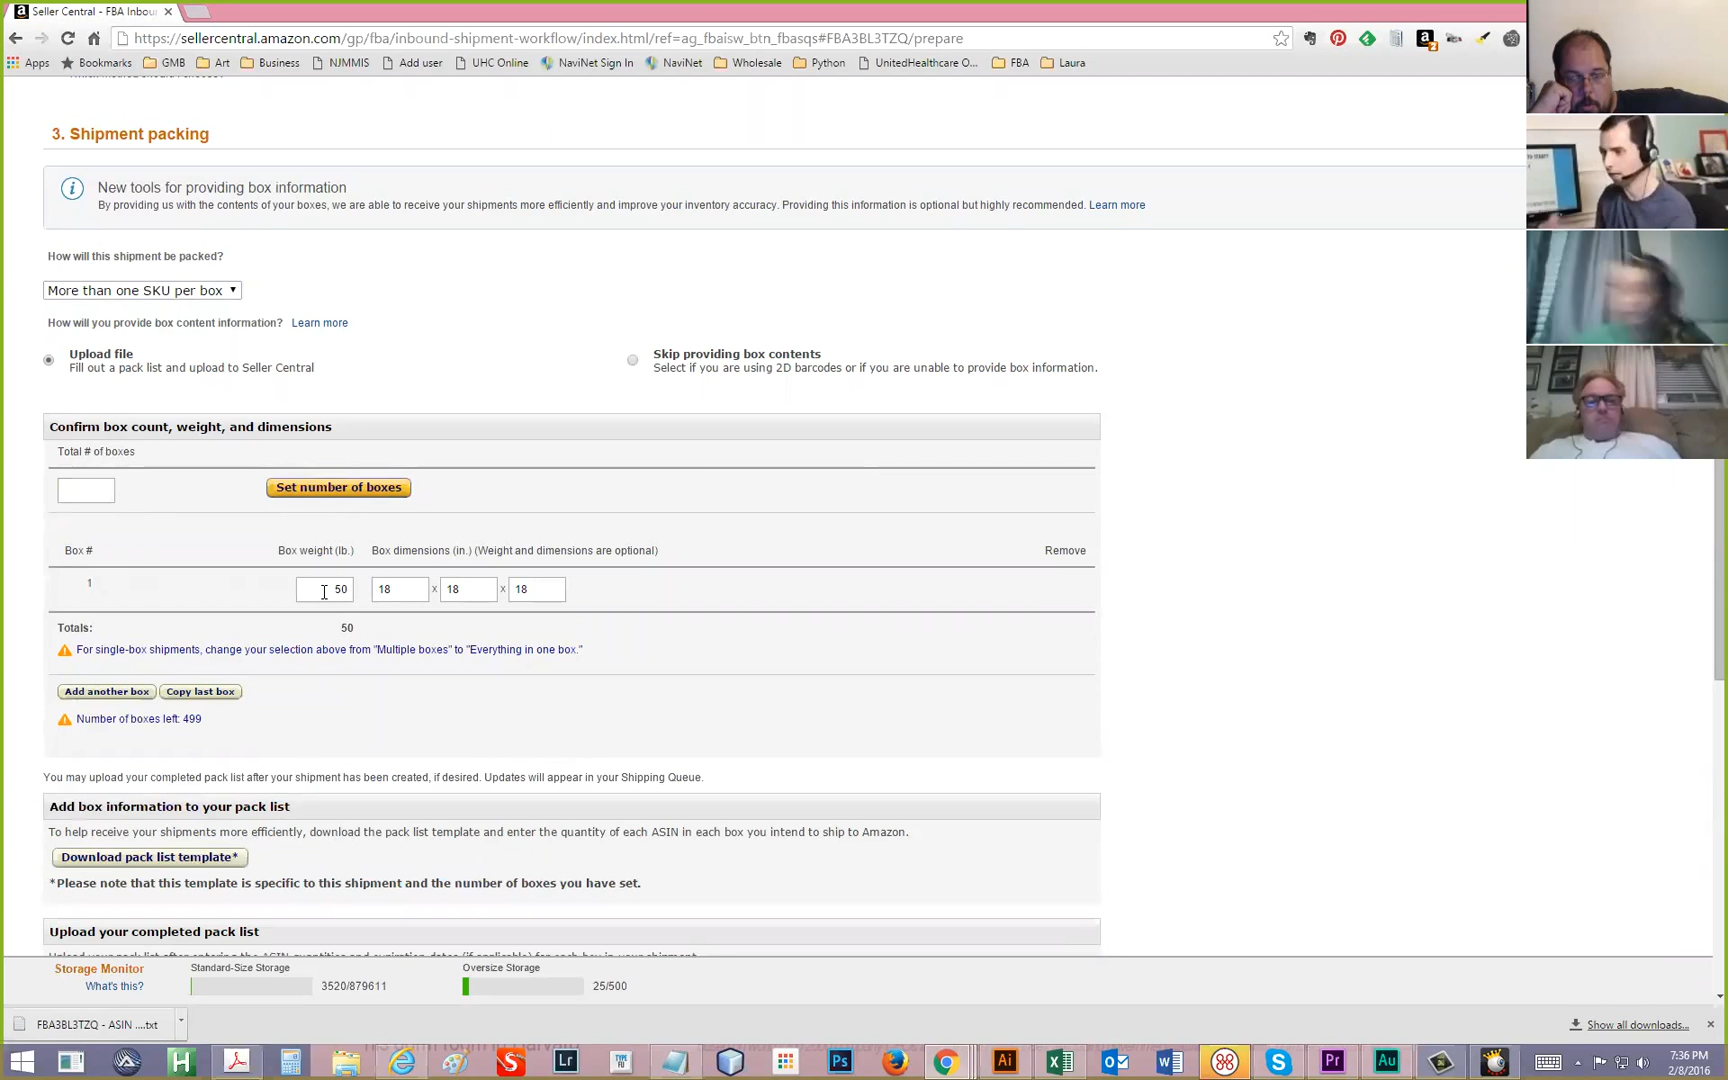 Seller Central - FBA Inbou
https://sellercentral.amazon.com/gp/fba/inbound-shipment-workflow/index.html/ref=ag_fbaisw_btn_fbasqs#FBA3BL3TZQ/prepare
Apps Bookmarks GMB Art Business NJMMIS Add user UHC Online NaviNet Sign In NaviNet Wholesale Python UnitedHealthcare O... FBA Laura
3. Shipment packing
New tools for providing box information
By providing us with the contents of your boxes, we are able to receive your shipments more efficiently and improve your inventory accuracy. Providing this information is optional but highly recommended. Learn more
How will this shipment be packed?
More than one SKU per box
How will you provide box content information? Learn more
Upload file
Fill out a pack list and upload to Seller Central
Skip providing box contents
Select if you are using 2D barcodes or if you are unable to provide box information.
Confirm box count, weight, and dimensions
Total # of boxes
Set number of boxes
Box # Box weight (lb.) Box dimensions (in.) (Weight and dimensions are optional) Remove
1 50 18 x 18 x 18
Totals: 50
For single-box shipments, change your selection above from "Multiple boxes" to "Everything in one box."
Add another box Copy last box
Number of boxes left: 499
You may upload your completed pack list after your shipment has been created, if desired. Updates will appear in your Shipping Queue.
Add box information to your pack list
To help receive your shipments more efficiently, download the pack list template and enter the quantity of each ASIN in each box you intend to ship to Amazon.
Download pack list template*
*Please note that this template is specific to this shipment and the number of boxes you have set.
Upload your completed pack list
Storage Monitor Standard-Size Storage Oversize Storage
What's this? 3520/879611 25/500
FBA3BL3TZQ - ASIN ....txt Show all downloads...
7:36 PM
2/8/2016